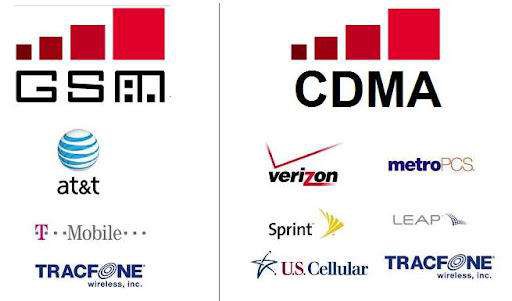 GSM
at&t
T··Mobile···
TRACFONE
wireless, inc.
CDMA
verizon
metroPCS.
Sprint
LEAP
U.S. Cellular
TRACFONE
wireless, inc.